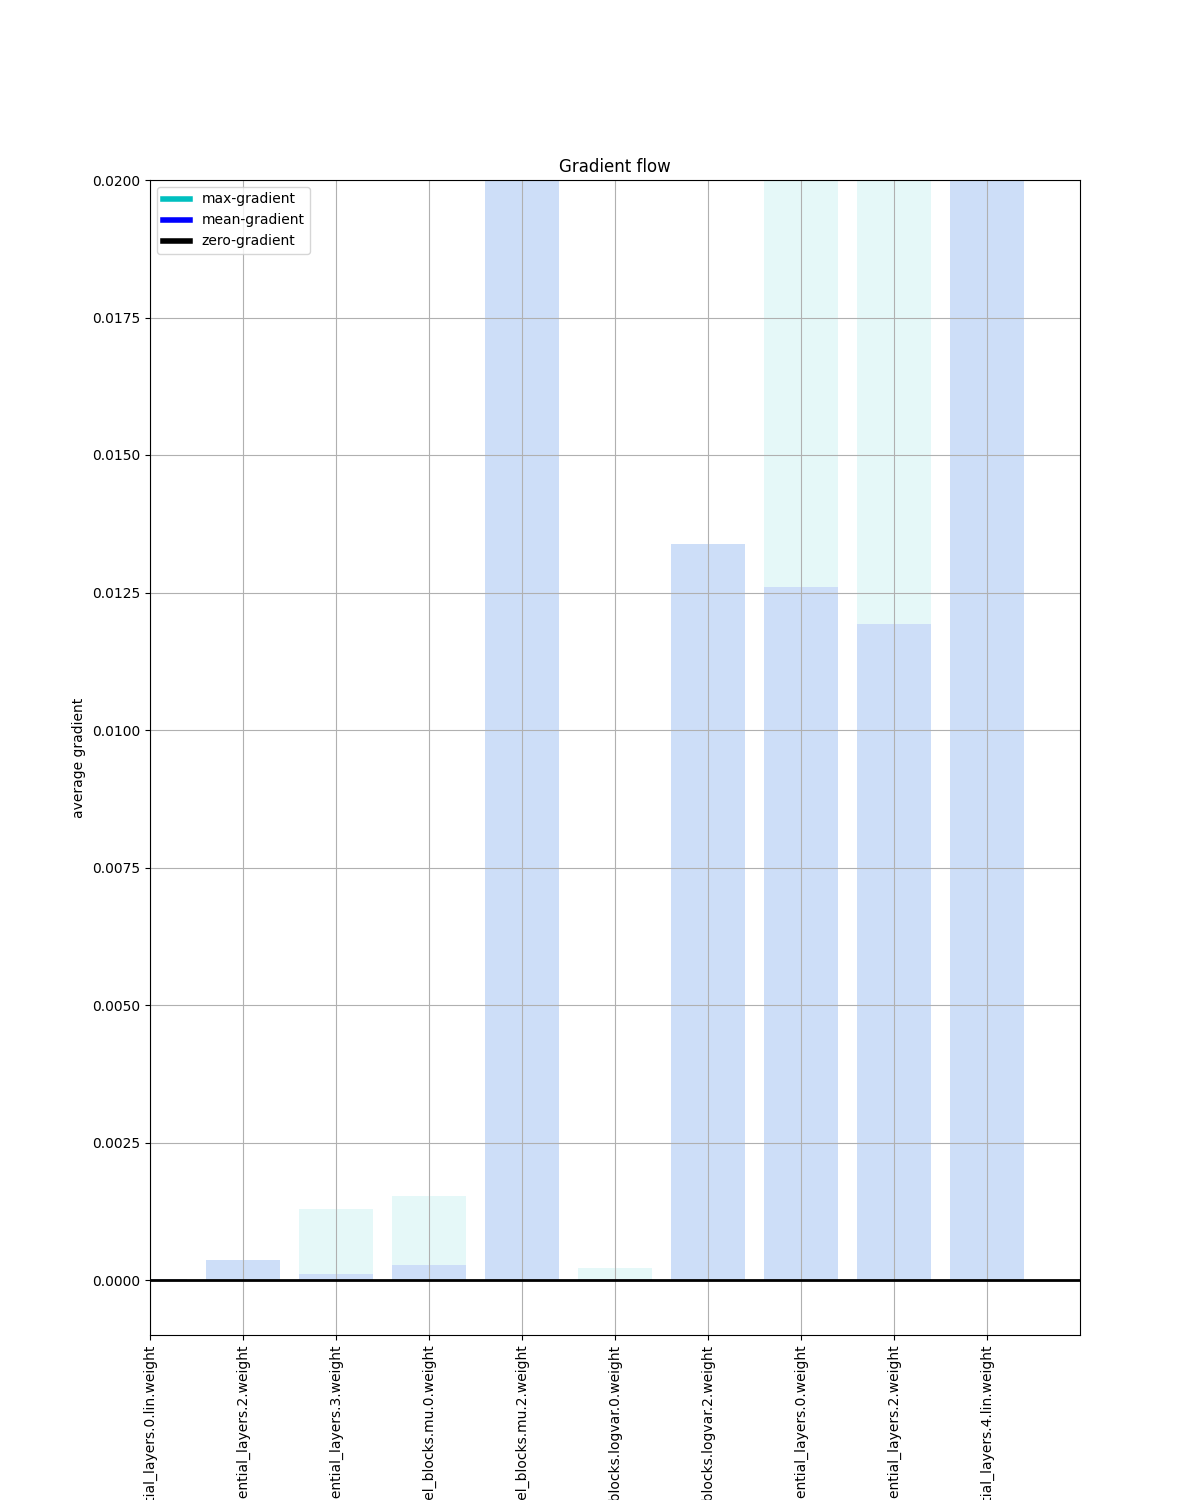 Gradient flow
max-gradient
mean-gradient
zero-gradient
0.0200
0.0175
0.0150
0.0125
0.0100
0.0075
0.0050
0.0025
0.0000
average gradient
tial_layers.0.lin.weight
ential_layers.2.weight
ential_layers.3.weight
el_blocks.mu.0.weight
el_blocks.mu.2.weight
blocks.logvar.0.weight
blocks.logvar.2.weight
ential_layers.0.weight
ential_layers.2.weight
tial_layers.4.lin.weight